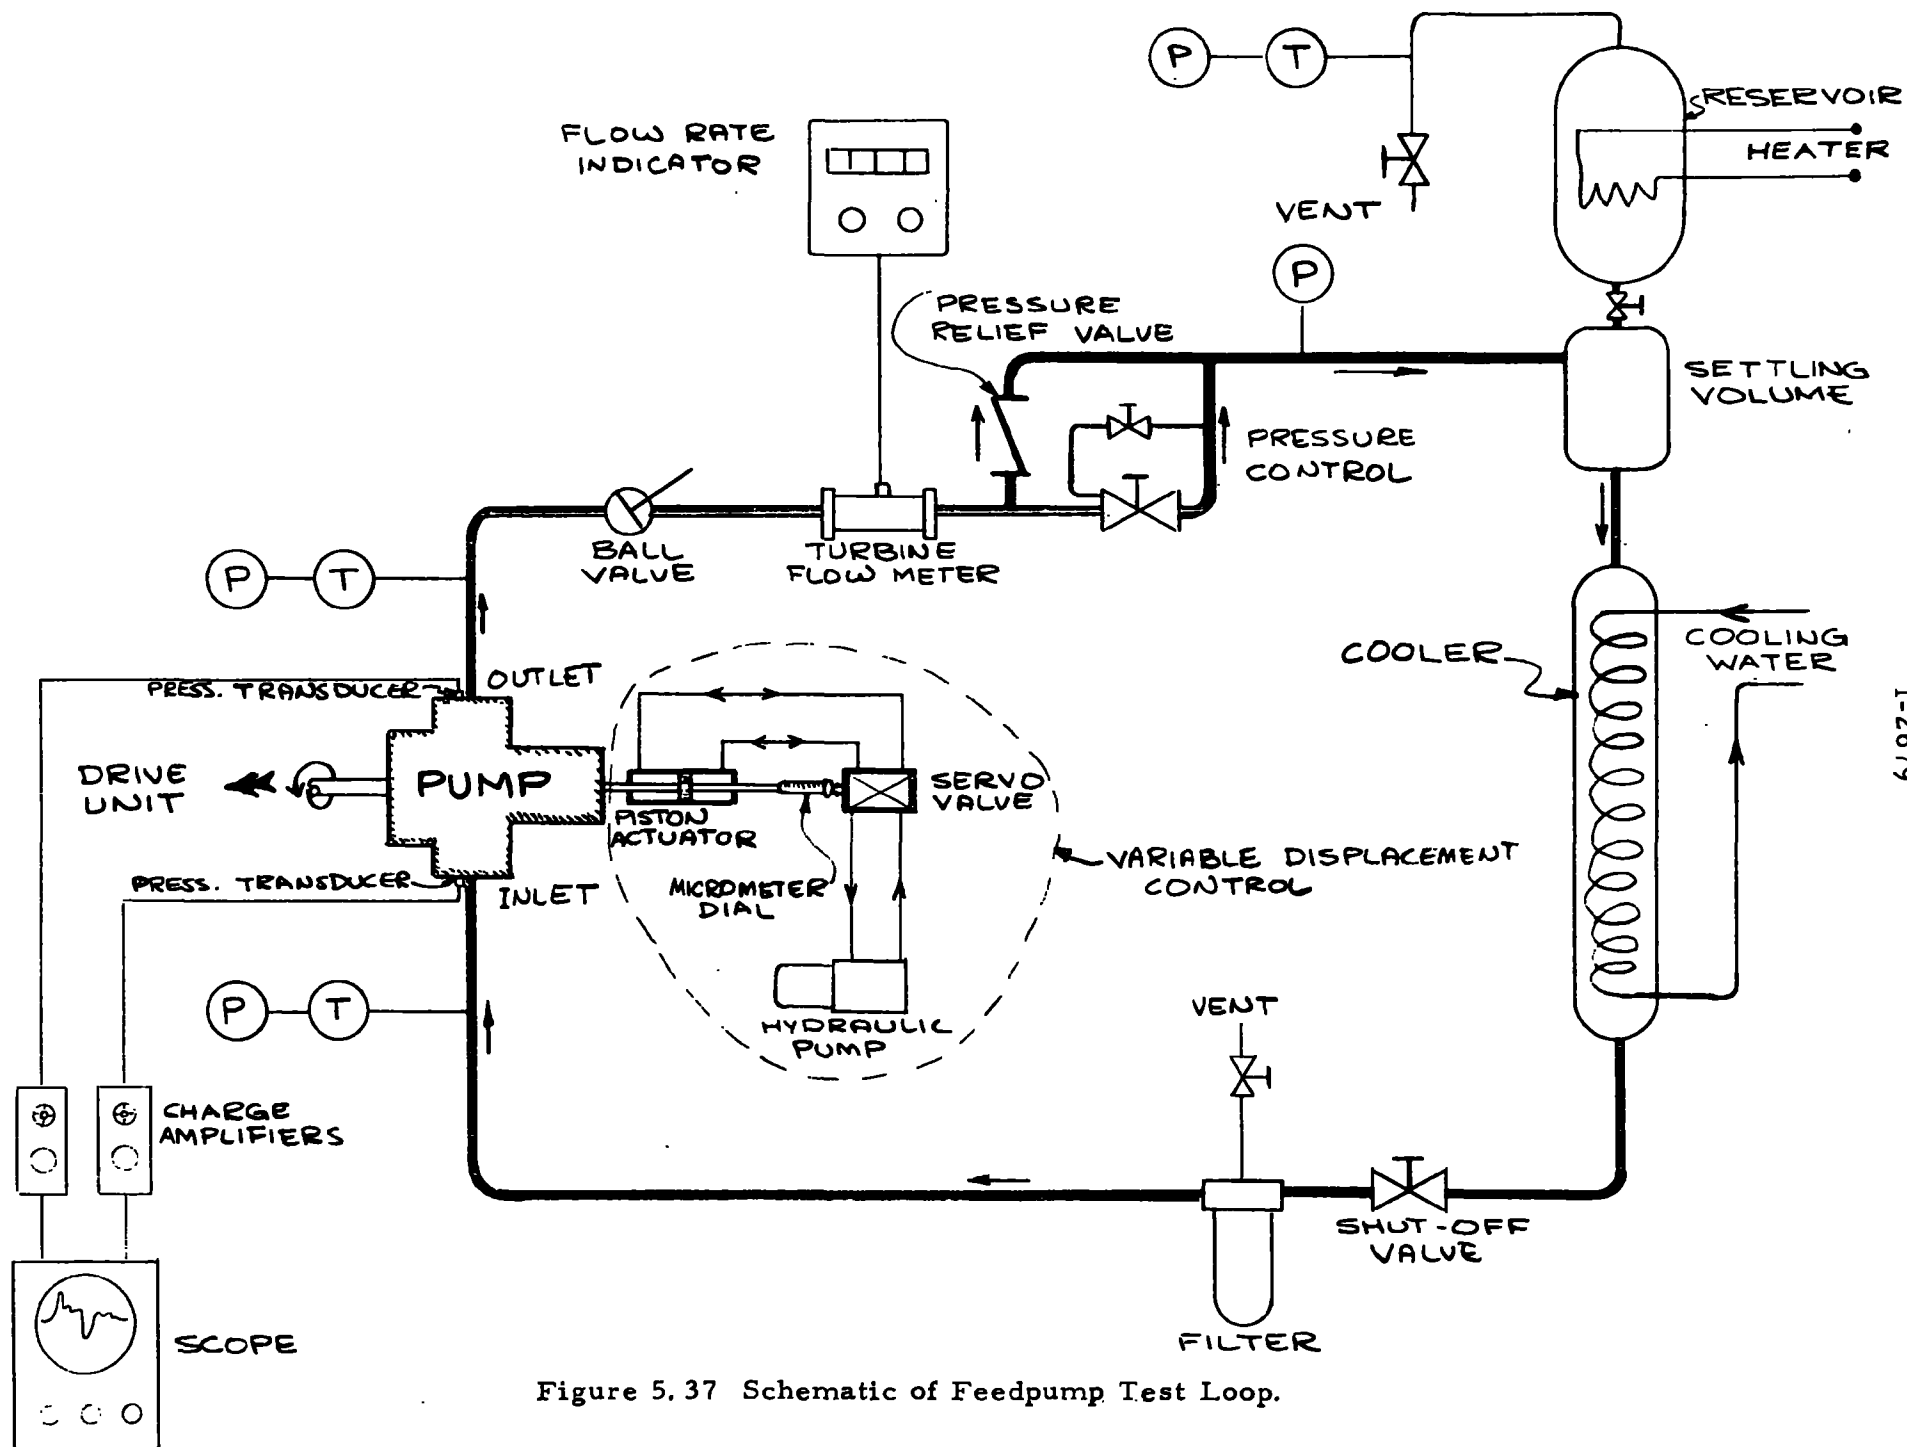 P
T
RESERVOIR
HEATER
VENT
FLOW RATE
INDICATOR
P
PRESSURE
RELIEF VALVE
SETTLING
VOLUME
PRESSURE
CONTROL
BALL
VALVE
TURBINE
FLOW METER
P
T
COOLER
COOLING
WATER
PRESS. TRANSDUCER
OUTLET
DRIVE
UNIT
PUMP
PISTON
ACTUATOR
SERVO
VALVE
MICROMETER
DIAL
VARIABLE DISPLACEMENT
CONTROL
PRESS. TRANSDUCER
INLET
P
T
HYDRAULIC
PUMP
VENT
CHARGE
AMPLIFIERS
SHUT-OFF
VALVE
FILTER
SCOPE
1-2679
Figure 5.37 Schematic of Feedpump Test Loop.